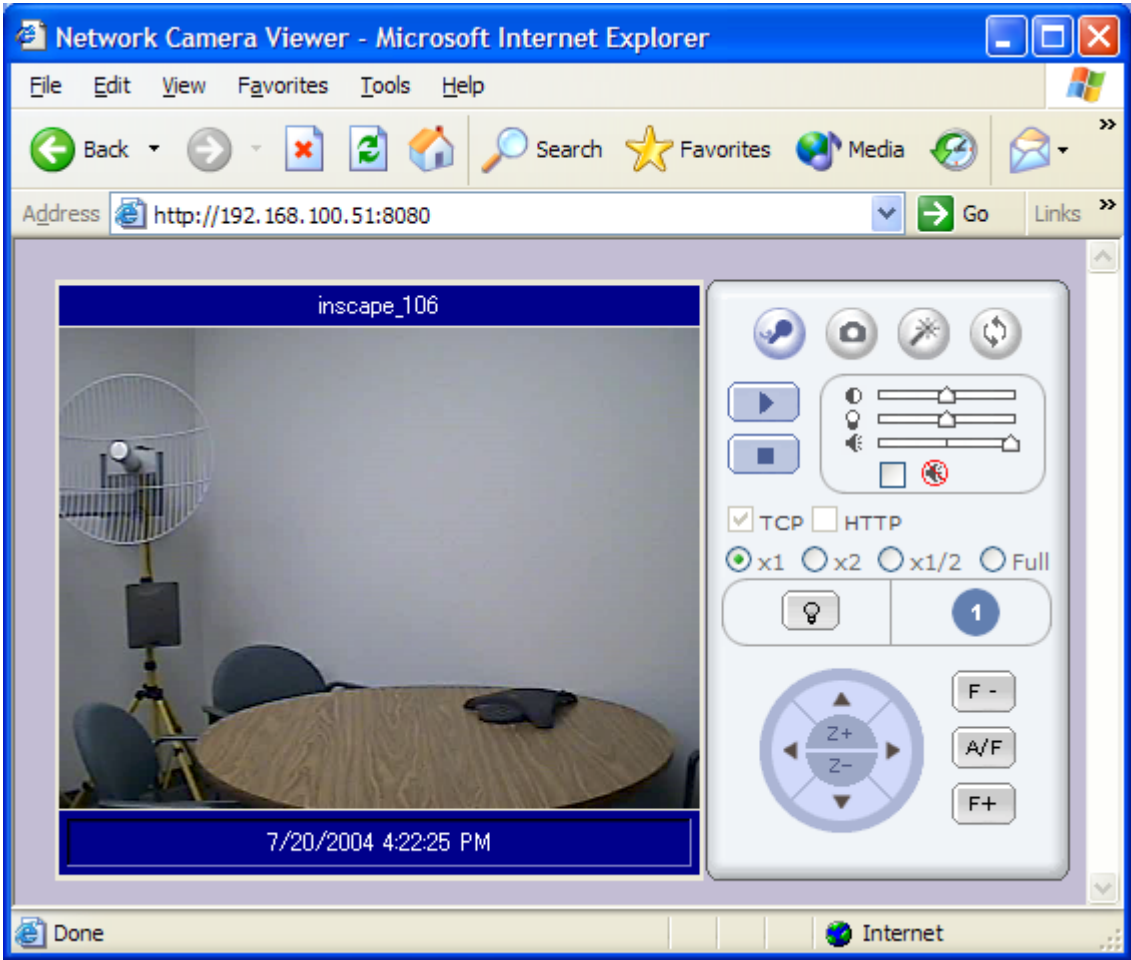 Network Camera Viewer - Microsoft Internet Explorer
File Edit View Favorites Tools Help
Back Search Favorites Media »
Address http://192.168.100.51:8080 Go Links »
inscape_106
TCP HTTP
x1 x2 x1/2 Full
1
F -
Z+
A/F
Z-
F+
7/20/2004 4:22:25 PM
Done Internet